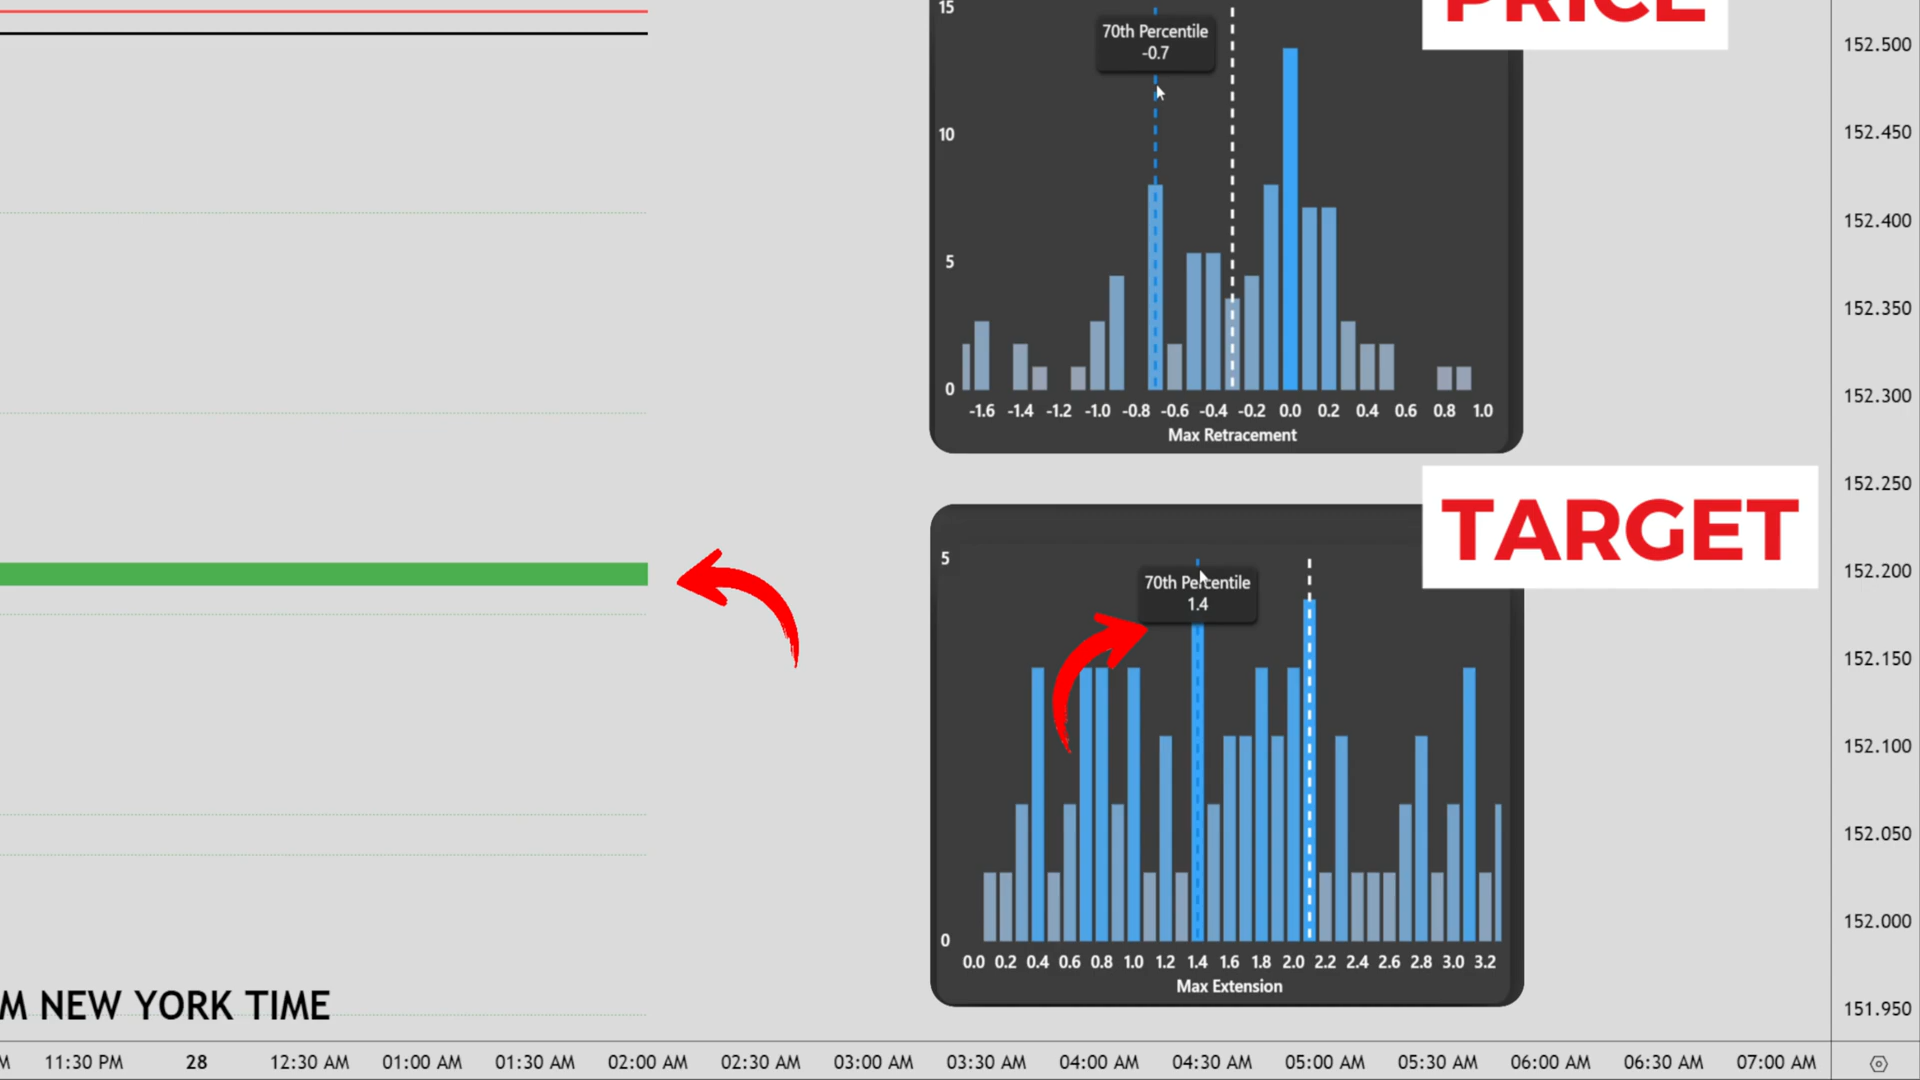 PRICE
15
70th Percentile
-0.7
10
5
0
-1.6 -1.4 -1.2 -1.0 -0.8 -0.6 -0.4 -0.2 0.0 0.2 0.4 0.6 0.8 1.0
Max Retracement
TARGET
5
70th Percentile
1.4
0
0.0 0.2 0.4 0.6 0.8 1.0 1.2 1.4 1.6 1.8 2.0 2.2 2.4 2.6 2.8 3.0 3.2
Max Extension
152.500
152.450
152.400
152.350
152.300
152.250
152.200
152.150
152.100
152.050
152.000
151.950
M NEW YORK TIME
M 11:30 PM 28 12:30 AM 01:00 AM 01:30 AM 02:00 AM 02:30 AM 03:00 AM 03:30 AM 04:00 AM 04:30 AM 05:00 AM 05:30 AM 06:00 AM 06:30 AM 07:00 AM